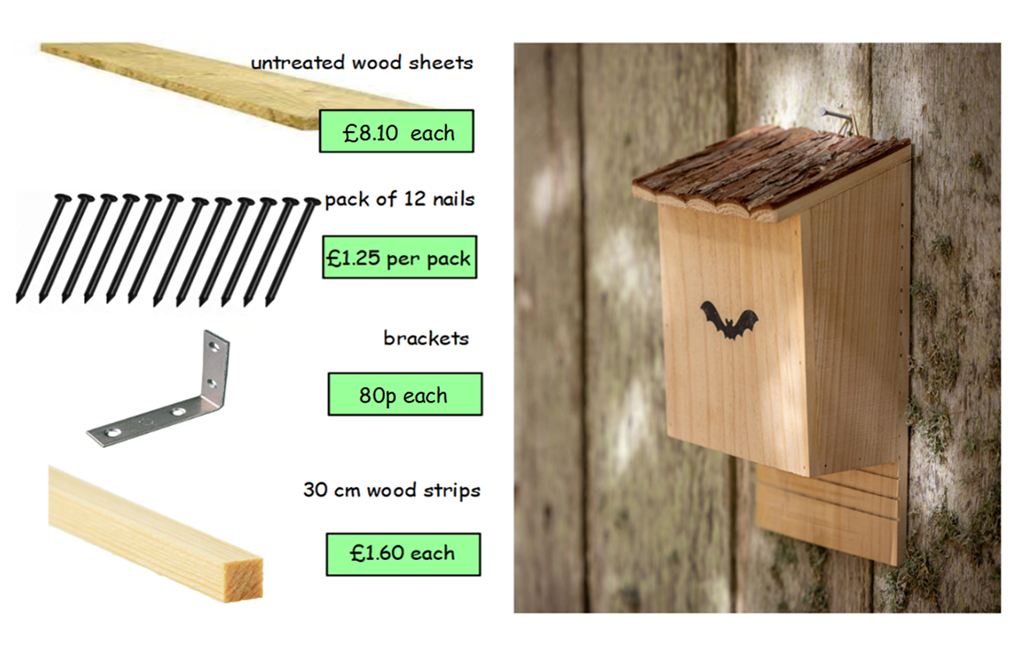 untreated wood sheets
£8.10 each
pack of 12 nails
£1.25 per pack
brackets
80p each
30 cm wood strips
£1.60 each